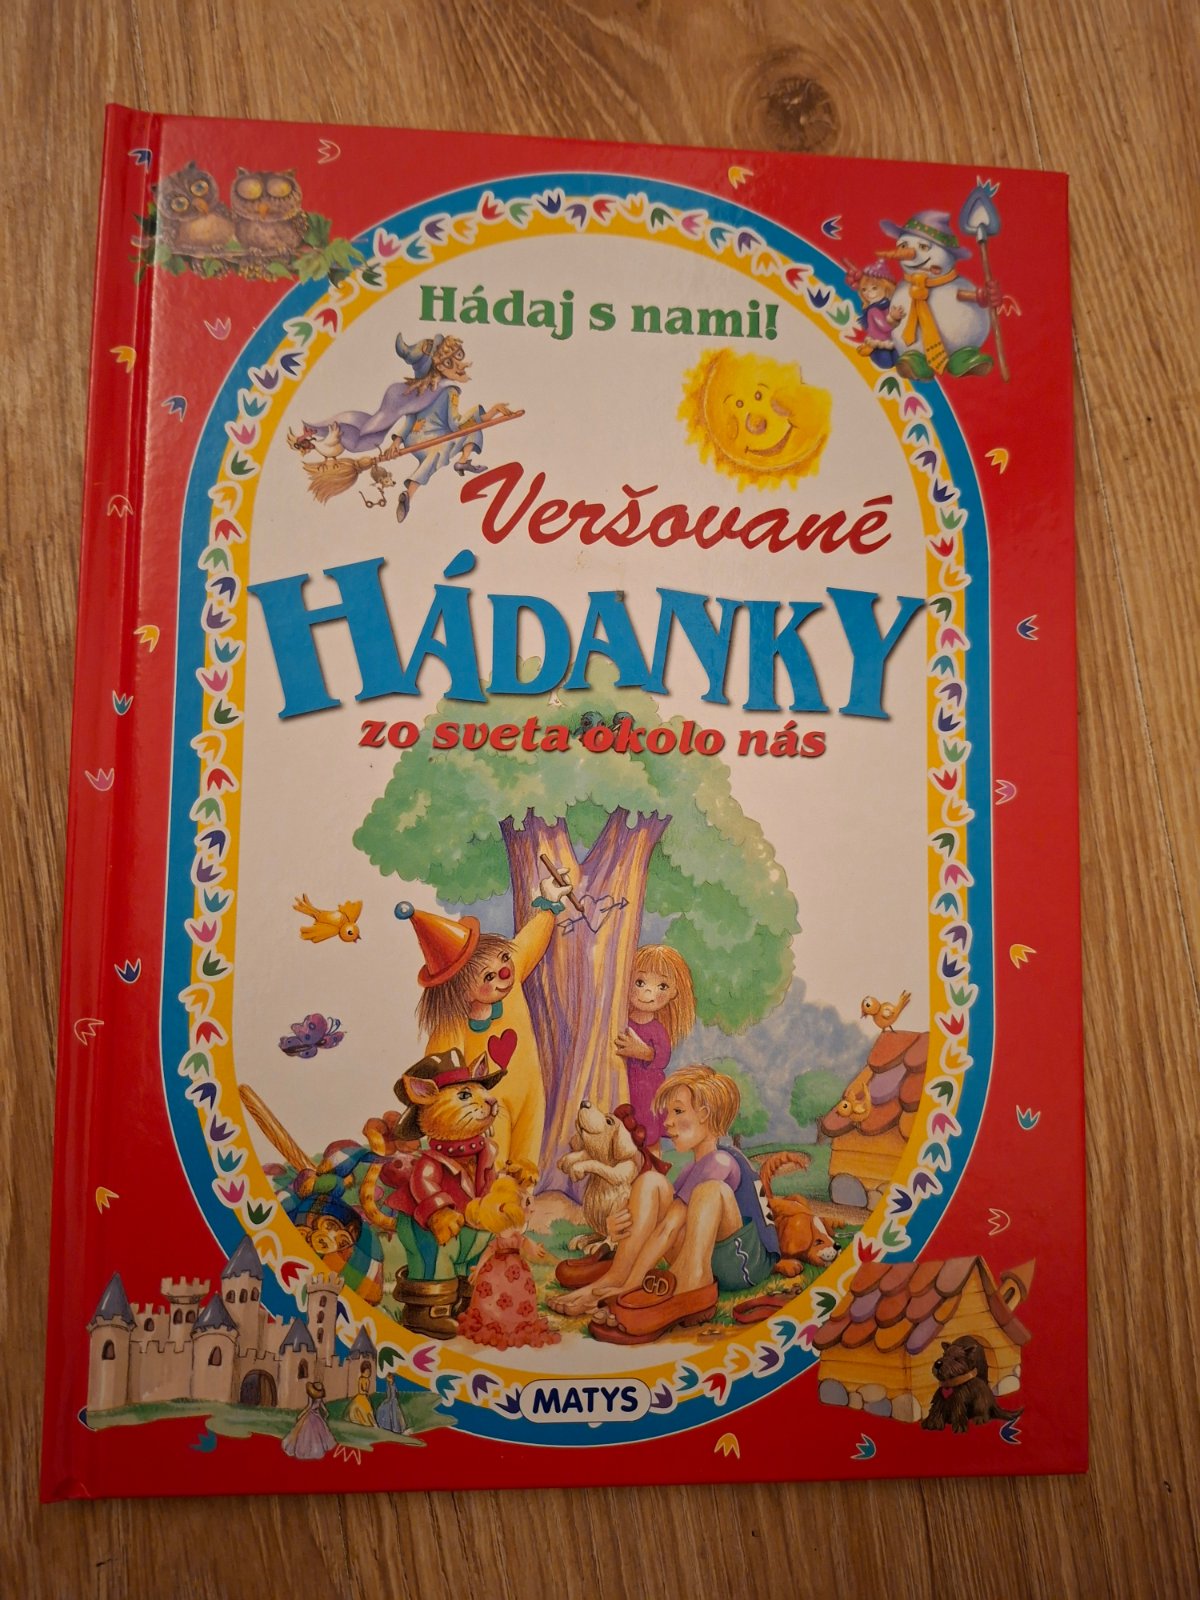 Hádaj s nami!
Veršované
HÁDANKY
zo sveta okolo nás
MATYS